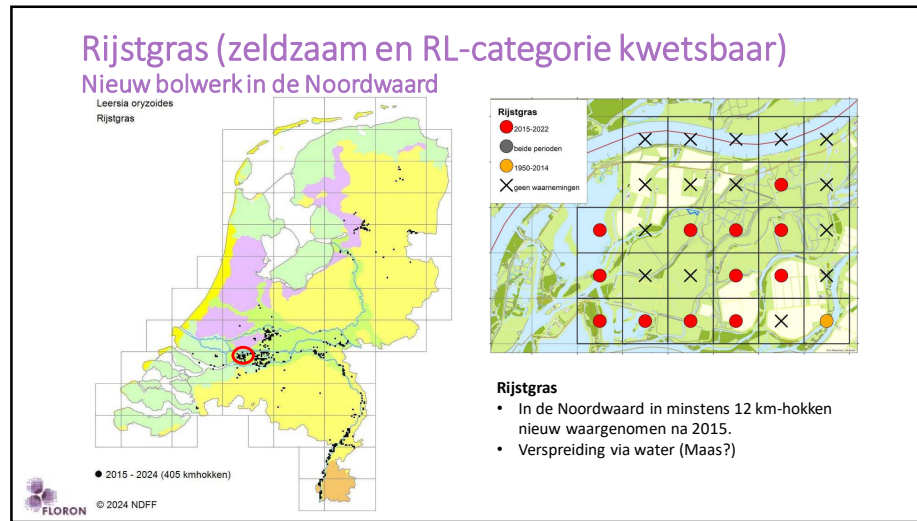 Rijstgras (zeldzaam en RL-categorie kwetsbaar)
Nieuw bolwerk in de Noordwaard
Leersia oryzoides
Rijstgras
2015 - 2024 (405 kmhokken)
© 2024 NDFF
FLORON
Rijstgras
2015-2022
beide perioden
1950-2014
geen waarnemingen
Rijstgras
• In de Noordwaard in minstens 12 km-hokken
nieuw waargenomen na 2015.
• Verspreiding via water (Maas?)